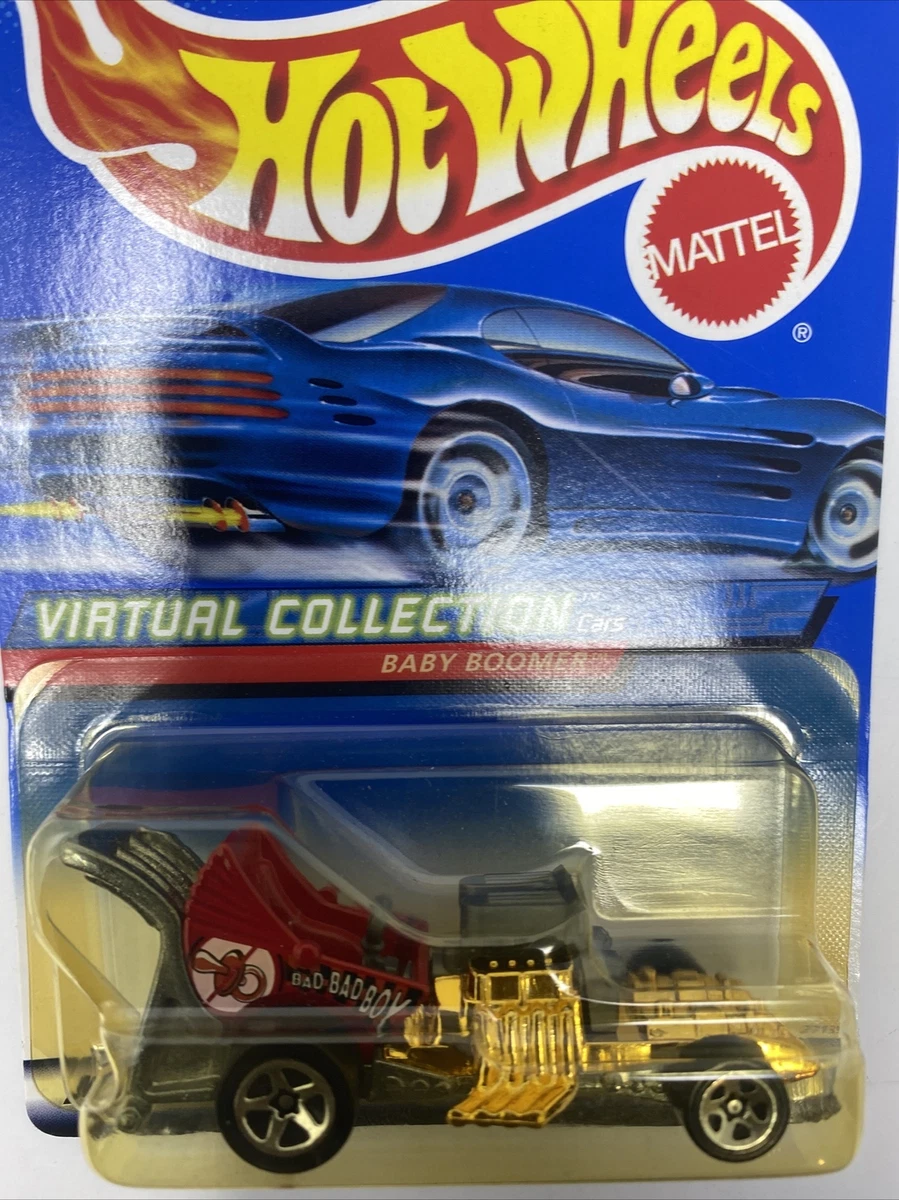 HOT WHEELS
MATTEL
®
VIRTUAL COLLECTION Cars
BABY BOOMER
BAD BAD BOY